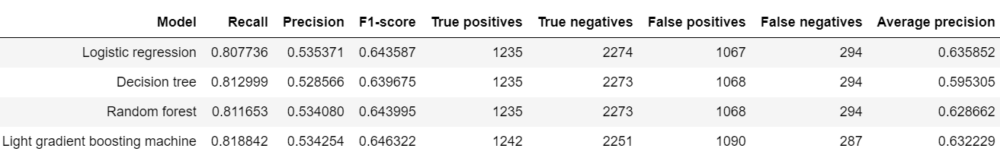 Model Recall Precision F1-score True positives True negatives False positives False negatives Average precision
Logistic regression 0.807736 0.535371 0.643587 1235 2274 1067 294 0.635852
Decision tree 0.812999 0.528566 0.639675 1235 2273 1068 294 0.595305
Random forest 0.811653 0.534080 0.643995 1235 2273 1068 294 0.628662
Light gradient boosting machine 0.818842 0.534254 0.646322 1242 2251 1090 287 0.632229